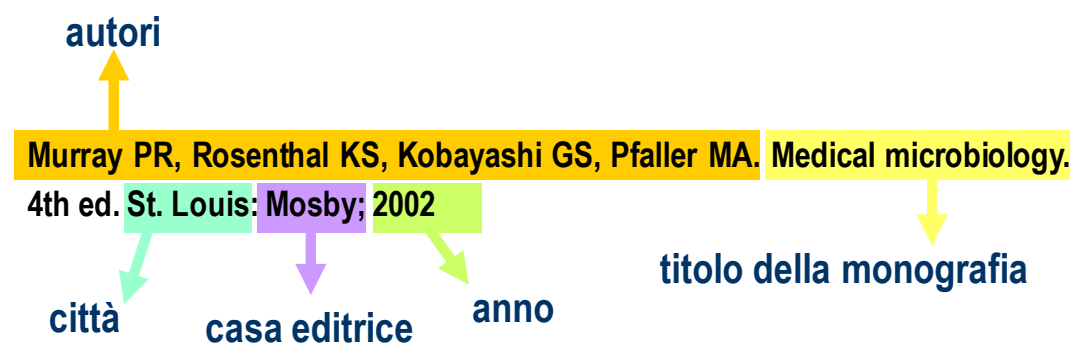 autori
Murray PR, Rosenthal KS, Kobayashi GS, Pfaller MA. Medical microbiology.
4th ed. St. Louis: Mosby; 2002
titolo della monografia
città
casa editrice
anno